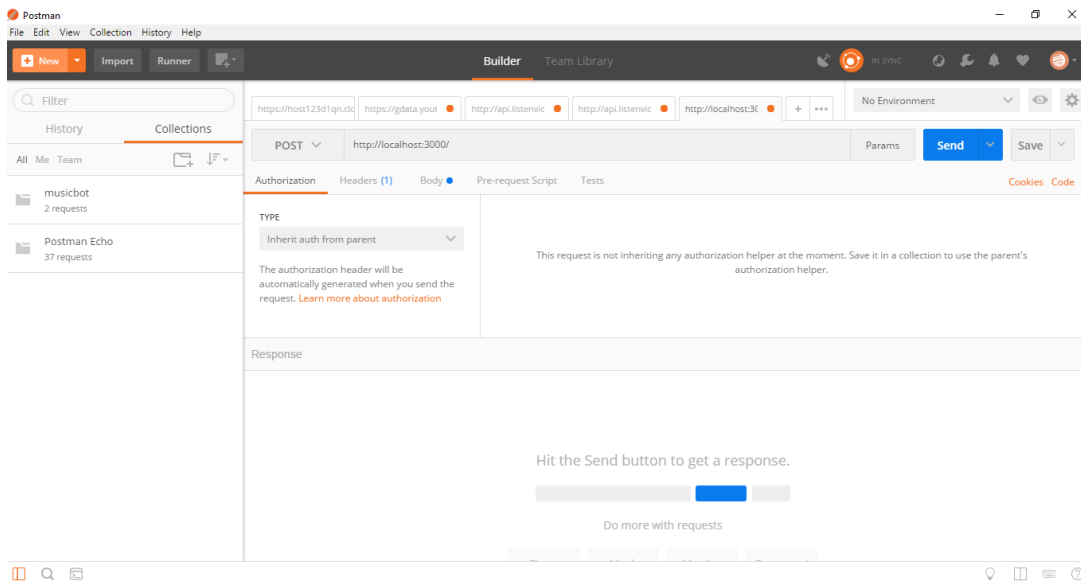 Postman
File Edit View Collection History Help
New Import Runner Builder Team Library IN SYNC
Filter
History Collections
All Me Team
musicbot
2 requests
Postman Echo
37 requests
https://host123d1qn.clc https://gdata.yout http://api.listenvic http://api.listenvic http://localhost:3( No Environment
POST http://localhost:3000/ Params Send Save
Authorization Headers (1) Body Pre-request Script Tests Cookies Code
TYPE
Inherit auth from parent
The authorization header will be
automatically generated when you send the
request. Learn more about authorization
This request is not inheriting any authorization helper at the moment. Save it in a collection to use the parent's
authorization helper.
Response
Hit the Send button to get a response.
Do more with requests